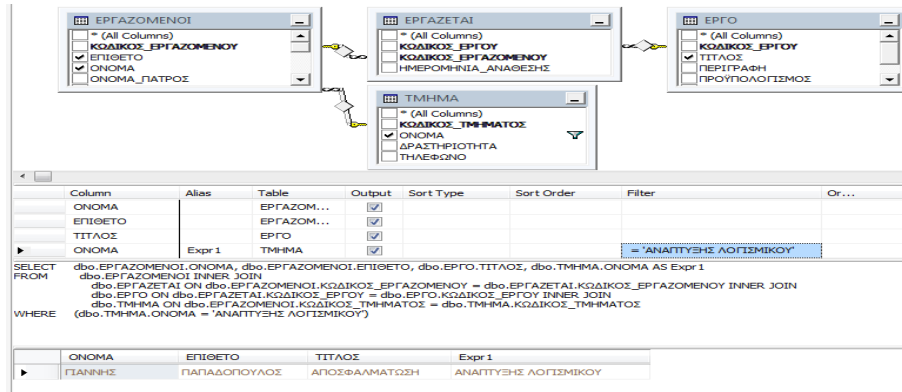 ΕΡΓΑΖΟΜΕΝΟΙ
* (All Columns)
ΚΩΔΙΚΟΣ_ΕΡΓΑΖΟΜΕΝΟΥ
ΕΠΙΘΕΤΟ
ΟΝΟΜΑ
ΟΝΟΜΑ_ΠΑΤΡΟΣ
ΕΡΓΑΖΕΤΑΙ
* (All Columns)
ΚΩΔΙΚΟΣ_ΕΡΓΟΥ
ΚΩΔΙΚΟΣ_ΕΡΓΑΖΟΜΕΝΟΥ
ΗΜΕΡΟΜΗΝΙΑ_ΑΝΑΘΕΣΗΣ
ΕΡΓΟ
* (All Columns)
ΚΩΔΙΚΟΣ_ΕΡΓΟΥ
ΤΙΤΛΟΣ
ΠΕΡΙΓΡΑΦΗ
ΠΡΟΫΠΟΛΟΓΙΣΜΟΣ
ΤΜΗΜΑ
* (All Columns)
ΚΩΔΙΚΟΣ_ΤΜΗΜΑΤΟΣ
ΟΝΟΜΑ
ΔΡΑΣΤΗΡΙΟΤΗΤΑ
ΤΗΛΕΦΩΝΟ
Column Alias Table Output Sort Type Sort Order Filter Or...
ΟΝΟΜΑ ΕΡΓΑΖΟΜ...
ΕΠΙΘΕΤΟ ΕΡΓΑΖΟΜ...
ΤΙΤΛΟΣ ΕΡΓΟ
ΟΝΟΜΑ Expr1 ΤΜΗΜΑ = 'ΑΝΑΠΤΥΞΗΣ ΛΟΓΙΣΜΙΚΟΥ'
SELECT dbo.ΕΡΓΑΖΟΜΕΝΟΙ.ΟΝΟΜΑ, dbo.ΕΡΓΑΖΟΜΕΝΟΙ.ΕΠΙΘΕΤΟ, dbo.ΕΡΓΟ.ΤΙΤΛΟΣ, dbo.ΤΜΗΜΑ.ΟΝΟΜΑ AS Expr1
FROM dbo.ΕΡΓΑΖΟΜΕΝΟΙ INNER JOIN
dbo.ΕΡΓΑΖΕΤΑΙ ON dbo.ΕΡΓΑΖΟΜΕΝΟΙ.ΚΩΔΙΚΟΣ_ΕΡΓΑΖΟΜΕΝΟΥ = dbo.ΕΡΓΑΖΕΤΑΙ.ΚΩΔΙΚΟΣ_ΕΡΓΑΖΟΜΕΝΟΥ INNER JOIN
dbo.ΕΡΓΟ ON dbo.ΕΡΓΑΖΕΤΑΙ.ΚΩΔΙΚΟΣ_ΕΡΓΟΥ = dbo.ΕΡΓΟ.ΚΩΔΙΚΟΣ_ΕΡΓΟΥ INNER JOIN
dbo.ΤΜΗΜΑ ON dbo.ΕΡΓΑΖΟΜΕΝΟΙ.ΚΩΔΙΚΟΣ_ΤΜΗΜΑΤΟΣ = dbo.ΤΜΗΜΑ.ΚΩΔΙΚΟΣ_ΤΜΗΜΑΤΟΣ
WHERE (dbo.ΤΜΗΜΑ.ΟΝΟΜΑ = 'ΑΝΑΠΤΥΞΗΣ ΛΟΓΙΣΜΙΚΟΥ')
ΟΝΟΜΑ ΕΠΙΘΕΤΟ ΤΙΤΛΟΣ Expr1
ΓΙΑΝΝΗΣ ΠΑΠΑΔΟΠΟΥΛΟΣ ΑΠΟΣΦΑΛΜΑΤΩΣΗ ΑΝΑΠΤΥΞΗΣ ΛΟΓΙΣΜΙΚΟΥ